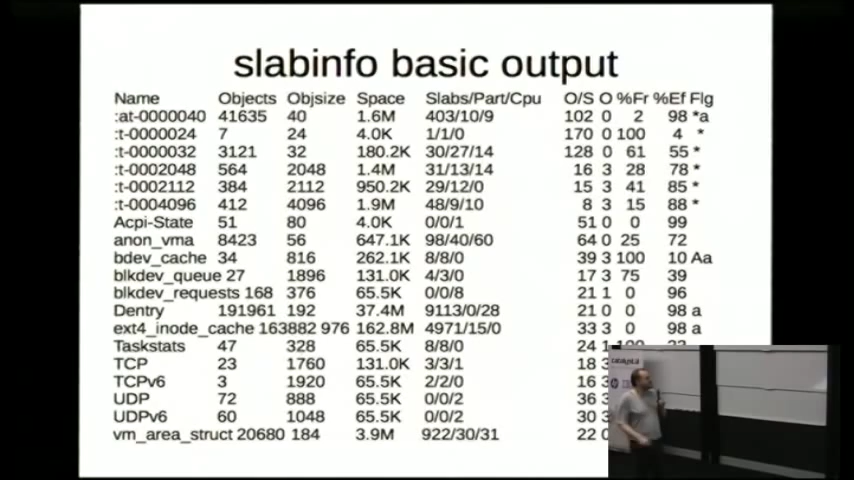 slabinfo basic output
Name Objects Objsize Space Slabs/Part/Cpu O/S O %Fr %Ef Flg
:at-0000040 41635 40 1.6M 403/10/9 102 0 2 98 *a
:t-0000024 7 24 4.0K 1/1/0 170 0 100 4 *
:t-0000032 3121 32 180.2K 30/27/14 128 0 61 55 *
:t-0002048 564 2048 1.4M 31/13/14 16 3 28 78 *
:t-0002112 384 2112 950.2K 29/12/0 15 3 41 85 *
:t-0004096 412 4096 1.9M 48/9/10 8 3 15 88 *
Acpi-State 51 80 4.0K 0/0/1 51 0 0 99
anon_vma 8423 56 647.1K 98/40/60 64 0 25 72
bdev_cache 34 816 262.1K 8/8/0 39 3 100 10 Aa
blkdev_queue 27 1896 131.0K 4/3/0 17 3 75 39
blkdev_requests 168 376 65.5K 0/0/8 21 1 0 96
Dentry 191961 192 37.4M 9113/0/28 21 0 0 98 a
ext4_inode_cache 163882 976 162.8M 4971/15/0 33 3 0 98 a
Taskstats 47 328 65.5K 8/8/0 24 1
TCP 23 1760 131.0K 3/3/1 18 3
TCPv6 3 1920 65.5K 2/2/0 16 3
UDP 72 888 65.5K 0/0/2 36 3
UDPv6 60 1048 65.5K 0/0/2 30 3
vm_area_struct 20680 184 3.9M 922/30/31 22 0